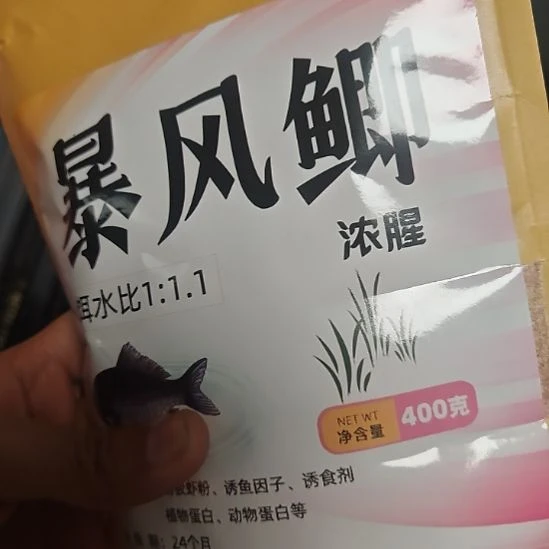 暴风鲫
浓腥
饵水比1:1.1
NET WT
净含量
400克
虾粉、诱鱼因子、诱食剂
植物蛋白、动物蛋白等
期：24个月